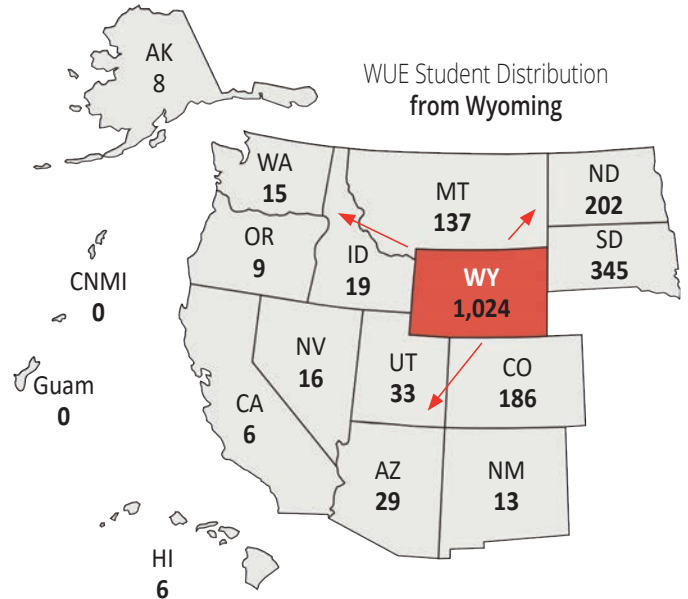 AK
8
WUE Student Distribution
from Wyoming
WA
15
MT
137
ND
202
OR
9
ID
19
WY
1,024
SD
345
CNMI
0
NV
16
UT
33
CO
186
Guam
0
CA
6
AZ
29
NM
13
HI
6